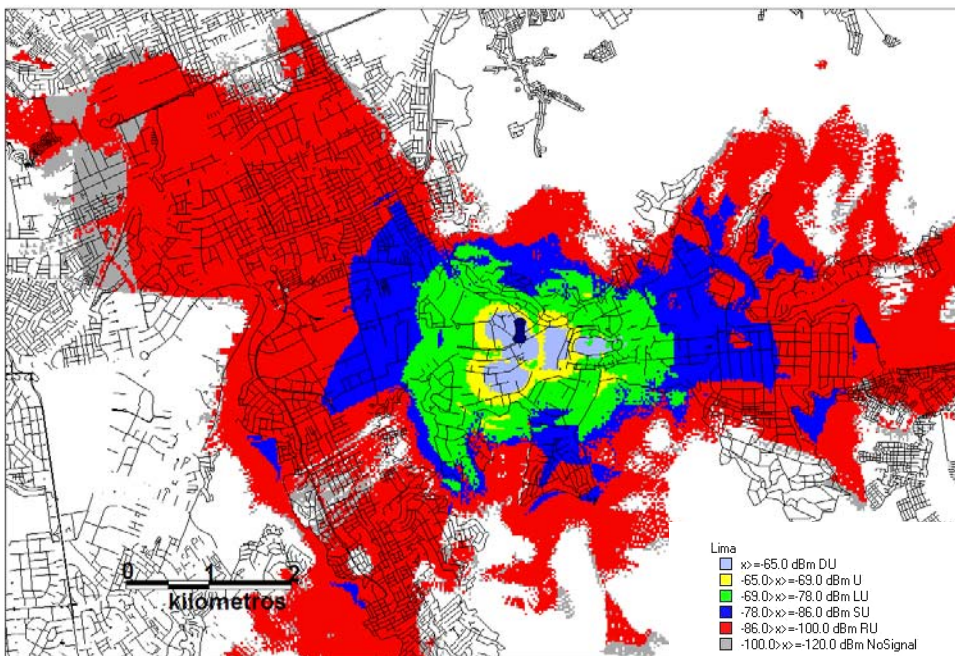 0 1 2
kilometros
Lima
x>=-65.0 dBm DU
-65.0>x>=-69.0 dBm U
-69.0>x>=-78.0 dBm LU
-78.0>x>=-86.0 dBm SU
-86.0>x>=-100.0 dBm RU
-100.0>x>=-120.0 dBm NoSignal